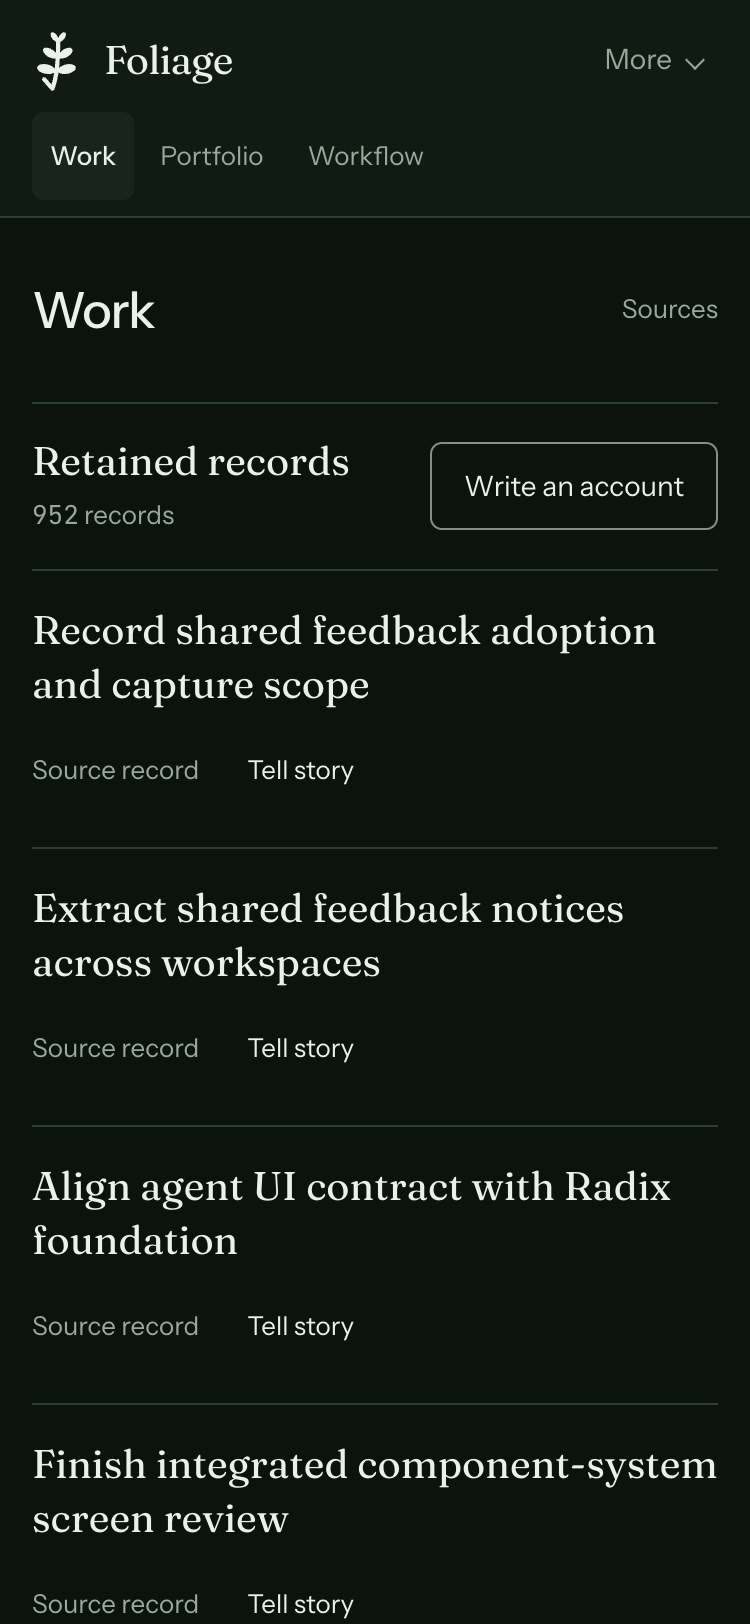 Foliage
More
Work
Portfolio
Workflow
Work
Sources
Retained records
952 records
Write an account
Record shared feedback adoption
and capture scope
Source record
Tell story
Extract shared feedback notices
across workspaces
Source record
Tell story
Align agent UI contract with Radix
foundation
Source record
Tell story
Finish integrated component-system
screen review
Source record
Tell story